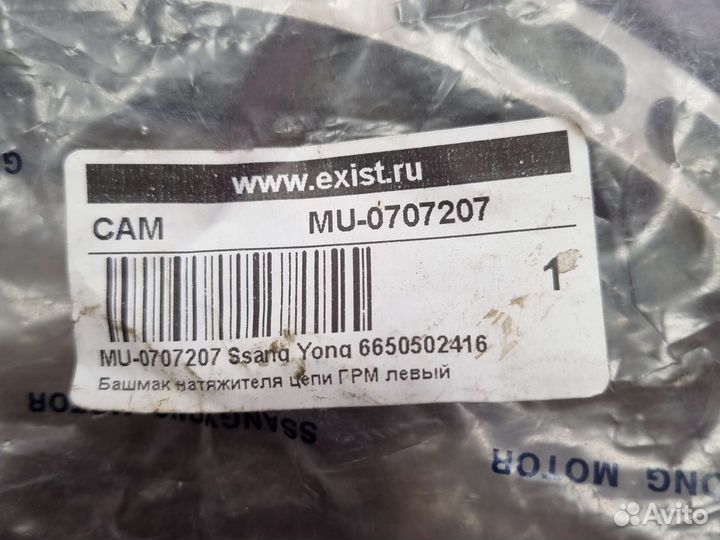 www.exist.ru
CAM MU-0707207
1
MU-0707207 Ssang Yong 6650502416
Башмак натяжителя цепи ГРМ левый
SSANGYONG MOTOR
ONG MOTOR
TOR
Avito